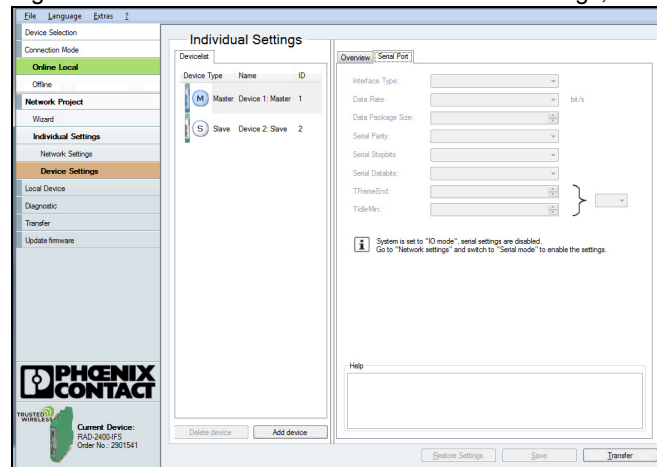 File Language Extras ?
Device Selection
Connection Mode
Online Local
Offline
Network Project
Wizard
Individual Settings
Network Settings
Device Settings
Local Device
Diagnostic
Transfer
Update firmware
PHŒNIX
CONTACT
TRUSTED
WIRELESS
Current Device:
RAD-2400-IFS
Order No.: 2901541
Individual Settings
Devicelist
Device Type Name ID
M Master Device 1: Master 1
S Slave Device 2: Slave 2
Delete device Add device
Overview Serial Port
Interface Type:
Data Rate: bit/s
Data Package Size:
Serial Parity:
Serial Stopbits:
Serial Databits:
TFrameEnd:
TIdleMin:
System is set to "IO mode", serial settings are disabled.
Go to "Network settings" and switch to "Serial mode" to enable the settings.
Help
Restore Settings Save Transfer